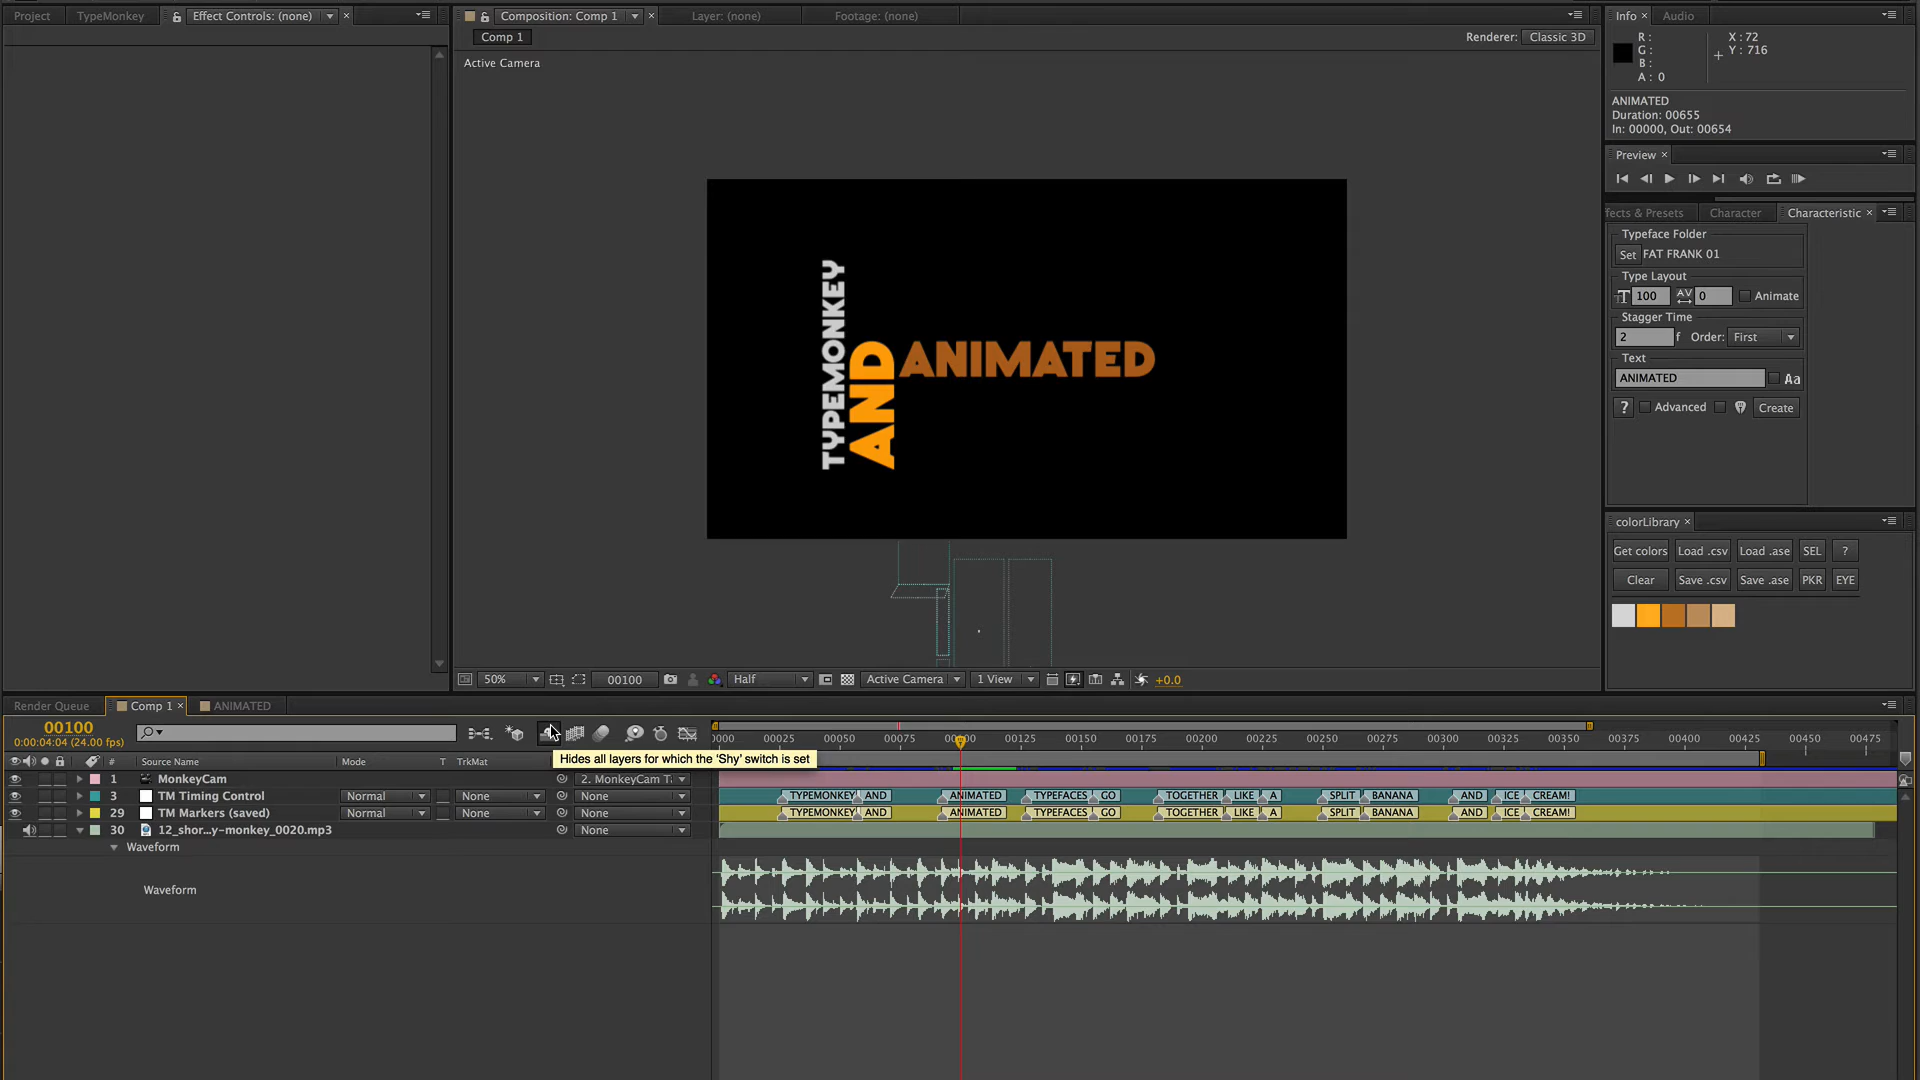 Project
TypeMonkey
Effect Controls: (none)
Composition: Comp 1
Layer: (none)
Footage: (none)
Comp 1
Renderer:
Classic 3D
Active Camera
TYPEMONKEY
AND
ANIMATED
50%
00100
Half
Active Camera
1 View
+0.0
Info
Audio
R :
G :
B :
A : 0
X : 72
Y : 716
ANIMATED
Duration: 00655
In: 00000, Out: 00654
Preview
ffects & Presets
Character
Characteristic
Typeface Folder
Set
FAT FRANK 01
Type Layout
T
100
AV
0
Animate
Stagger Time
2
f
Order:
First
Text
ANIMATED
Aa
?
Advanced
Create
colorLibrary
Get colors
Load .csv
Load .ase
SEL
?
Clear
Save .csv
Save .ase
PKR
EYE
Render Queue
Comp 1
ANIMATED
00100
0:00:04:04 (24.00 fps)
0000 00025 00050 00075 00100 00125 00150 00175 00200 00225 00250 00275 00300 00325 00350 00375 00400 00425 00450 00475
Hides all layers for which the ‘Shy’ switch is set
# Source Name Mode T TrkMat
1 MonkeyCam 2. MonkeyCam T
3 TM Timing Control Normal None None
TYPEMONKEY AND ANIMATED TYPEFACES GO TOGETHER LIKE A SPLIT BANANA AND ICE CREAM!
29 TM Markers (saved) Normal None None
TYPEMONKEY AND ANIMATED TYPEFACES GO TOGETHER LIKE A SPLIT BANANA AND ICE CREAM!
30 12_shor...y-monkey_0020.mp3 None
Waveform
Waveform